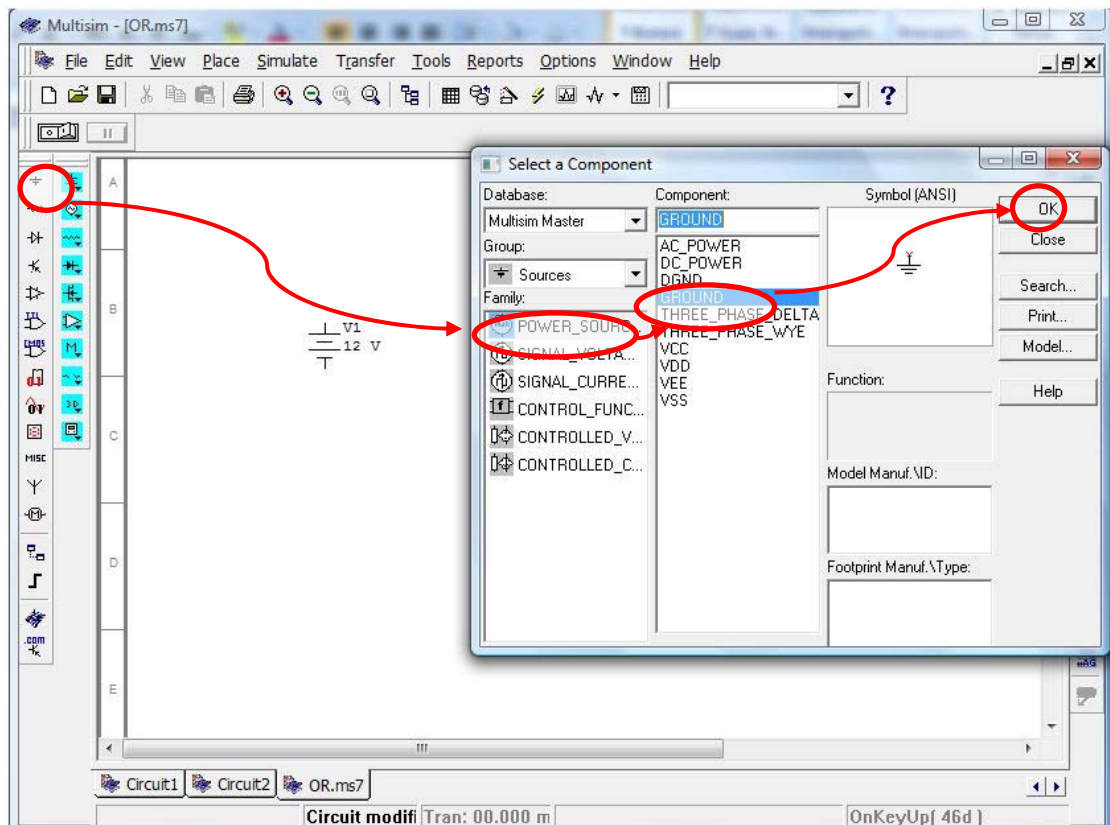 Multisim - [OR.ms7]
File Edit View Place Simulate Transfer Tools Reports Options Window Help
?
A
B
C
D
E
V1
12 V
MISC
.com
Select a Component
Database:
Multisim Master
Group:
Sources
Family:
POWER_SOURC...
SIGNAL_VOLTA...
SIGNAL_CURRE...
CONTROL_FUNC...
CONTROLLED_V...
CONTROLLED_C...
Component:
GROUND
AC_POWER
DC_POWER
DGND
GROUND
THREE_PHASE_DELTA
THREE_PHASE_WYE
VCC
VDD
VEE
VSS
Symbol (ANSI)
Function:
Model Manuf.\ID:
Footprint Manuf.\Type:
OK
Close
Search...
Print...
Model...
Help
Circuit1 Circuit2 OR.ms7
Circuit modifi Tran: 00.000 m OnKeyUp( 46d )